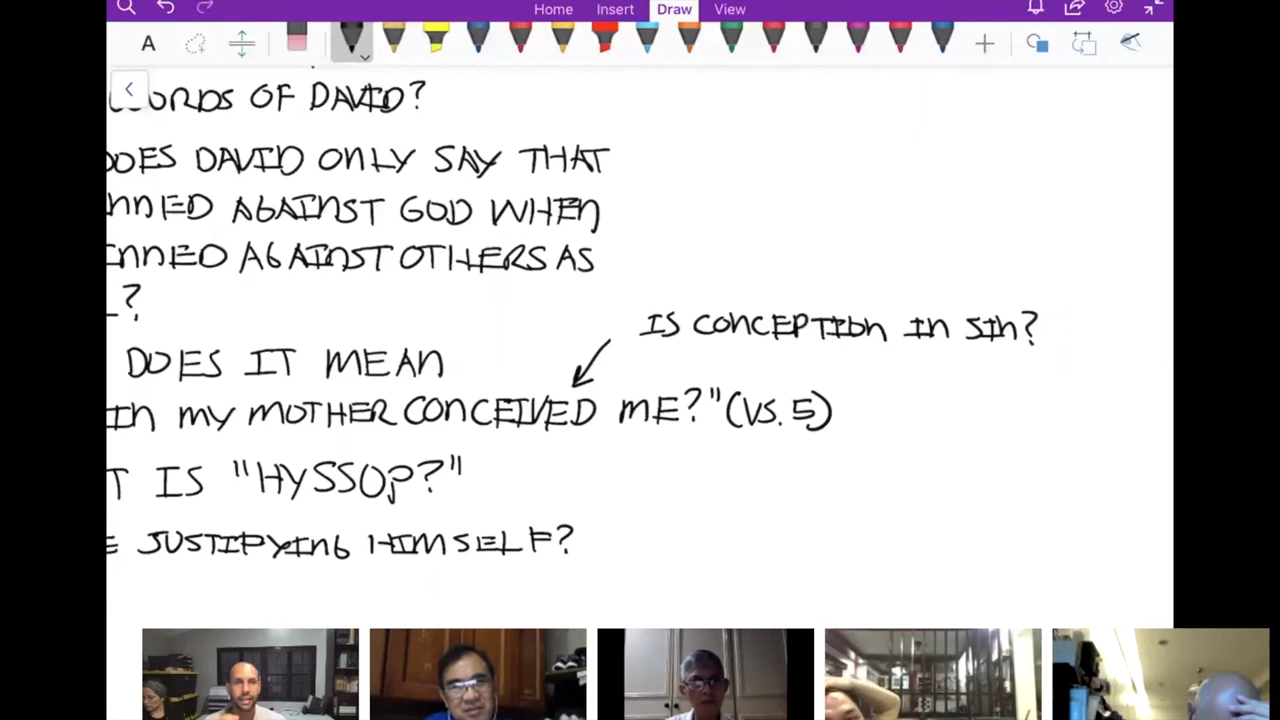 Home Insert Draw View
A
WORDS OF DAVID?
DOES DAVID ONLY SAY THAT
NNED AGAINST GOD WHEN
INNED AGAINST OTHERS AS
L?
IS CONCEPTION IN SIN?
DOES IT MEAN
IN MY MOTHER CONCEIVED ME?" (VS. 5)
T IS "HYSSOP?"
E JUSTIFYING HIMSELF?